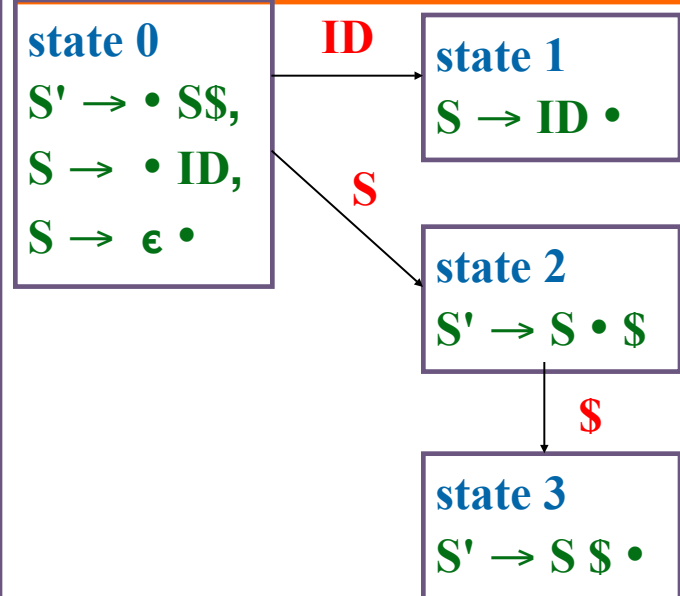 state 0
S' → • S$,
S → • ID,
S → ϵ •
ID
state 1
S → ID •
S
state 2
S' → S • $
$
state 3
S' → S $ •